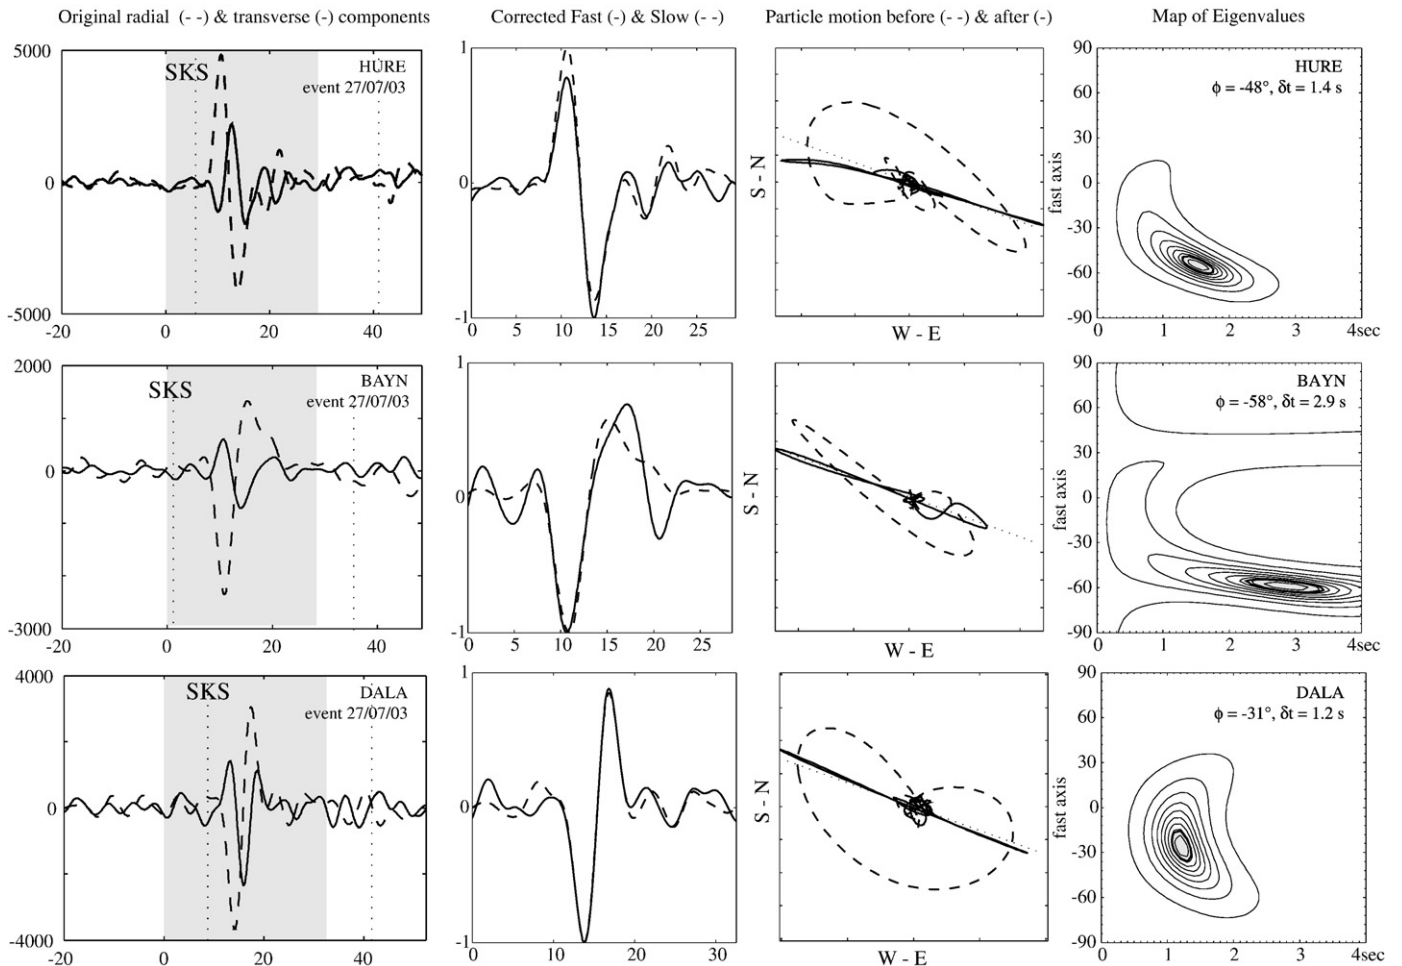 Original radial (- -) & transverse (-) components
Corrected Fast (-) & Slow (- -)
Particle motion before (- -) & after (-)
Map of Eigenvalues
5000
0
-5000
-20
0
20
40
SKS
HURE
event 27/07/03
1
0
-1
0
5
10
15
20
25
S - N
W - E
fast axis
90
60
30
0
-30
-60
-90
0
1
2
3
4sec
HURE
ϕ = -48°, δt = 1.4 s
2000
0
-3000
-20
0
20
40
SKS
BAYN
event 27/07/03
1
0
-1
0
5
10
15
20
25
S - N
W - E
fast axis
90
60
30
0
-30
-60
-90
0
1
2
3
4sec
BAYN
ϕ = -58°, δt = 2.9 s
4000
0
-4000
-20
0
20
40
SKS
DALA
event 27/07/03
1
0
-1
0
5
10
15
20
25
30
S - N
W - E
fast axis
90
60
30
0
-30
-60
-90
0
1
2
3
4sec
DALA
ϕ = -31°, δt = 1.2 s